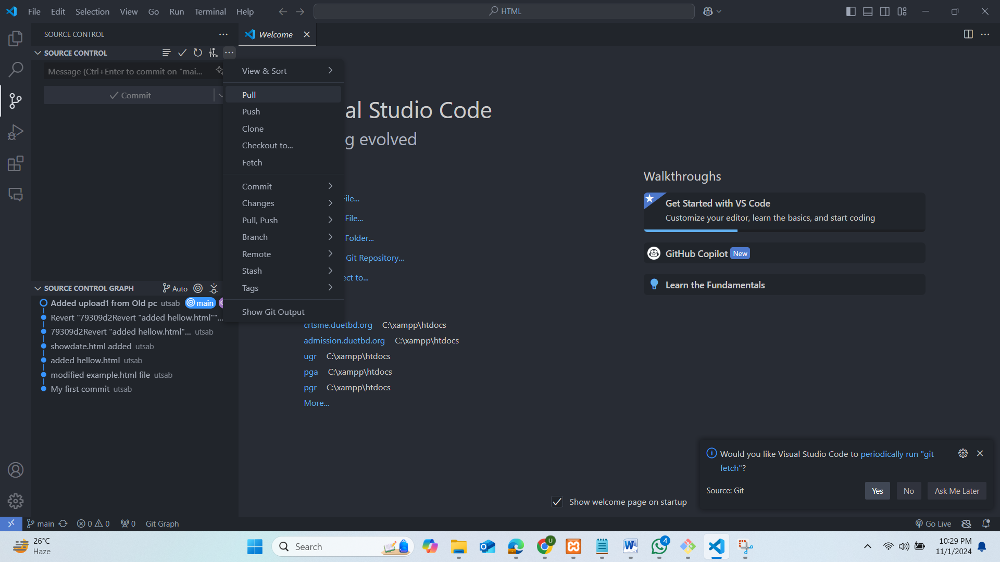 File Edit Selection View Go Run Terminal Help
HTML
SOURCE CONTROL
Welcome
SOURCE CONTROL
Message (Ctrl+Enter to commit on "mai...
Commit
View & Sort
Pull
Push
Clone
Checkout to...
Fetch
Commit
Changes
Pull, Push
Branch
Remote
Stash
Tags
Show Git Output
al Studio Code
g evolved
File...
File...
Folder...
Git Repository...
ect to...
crtsme.duetbd.org C:\xampp\htdocs
admission.duetbd.org C:\xampp\htdocs
ugr C:\xampp\htdocs
pga C:\xampp\htdocs
pgr C:\xampp\htdocs
More...
Walkthroughs
Get Started with VS Code
Customize your editor, learn the basics, and start coding
GitHub Copilot New
Learn the Fundamentals
SOURCE CONTROL GRAPH Auto
Added upload1 from Old pc utsab main
Revert "79309d2Revert "added hellow.html""...
79309d2Revert "added hellow.html"... utsab
showdate.html added utsab
added hellow.html utsab
modified example.html file utsab
My first commit utsab
Would you like Visual Studio Code to periodically run "git
fetch"?
Source: Git
Yes No Ask Me Later
Show welcome page on startup
main 0 0 0 Git Graph
Go Live
26°C
Haze
Search
U
4
10:29 PM
11/1/2024